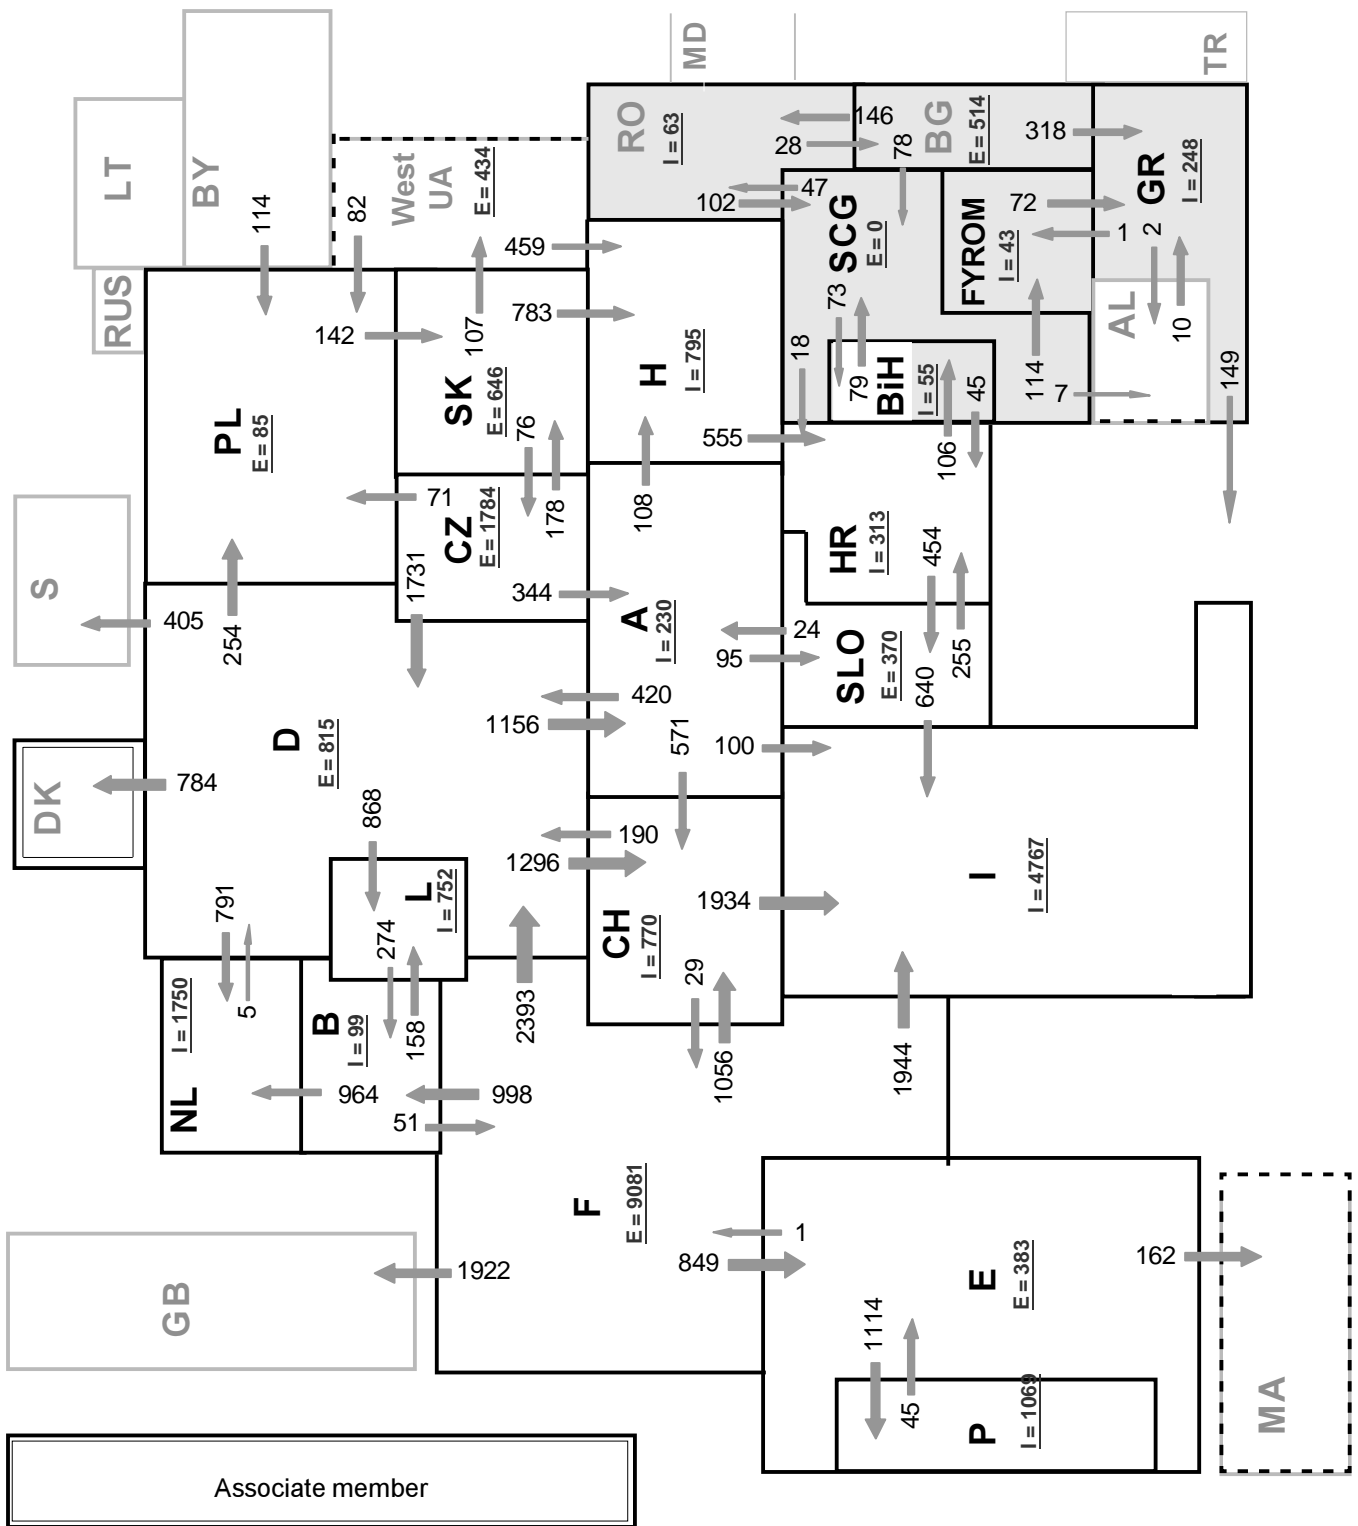 MD
TR
LT
BY
RO
I = 63
146
28
78
BG
E = 514
318
GR
I = 248
West
UA
E = 434
114
82
47
102
SCG
E = 0
FYROM
I = 43
72
1
2
10
AL
459
RUS
142
107
783
H
I = 795
73
18
79
BiH
I = 55
106
45
114
7
149
PL
E = 85
SK
E = 646
76
178
555
108
71
CZ
E = 1784
1731
344
HR
I = 313
454
255
S
405
254
A
I = 230
24
95
SLO
E = 370
640
D
E = 815
420
1156
571
100
DK
784
868
190
1296
I
I = 4767
791
5
L
I = 752
274
158
2393
CH
I = 770
1934
29
1056
1944
NL
I = 1750
B
I = 99
964
998
51
F
E = 9081
1
849
GB
1922
E
E = 383
162
MA
1114
45
P
I = 1069
Associate member